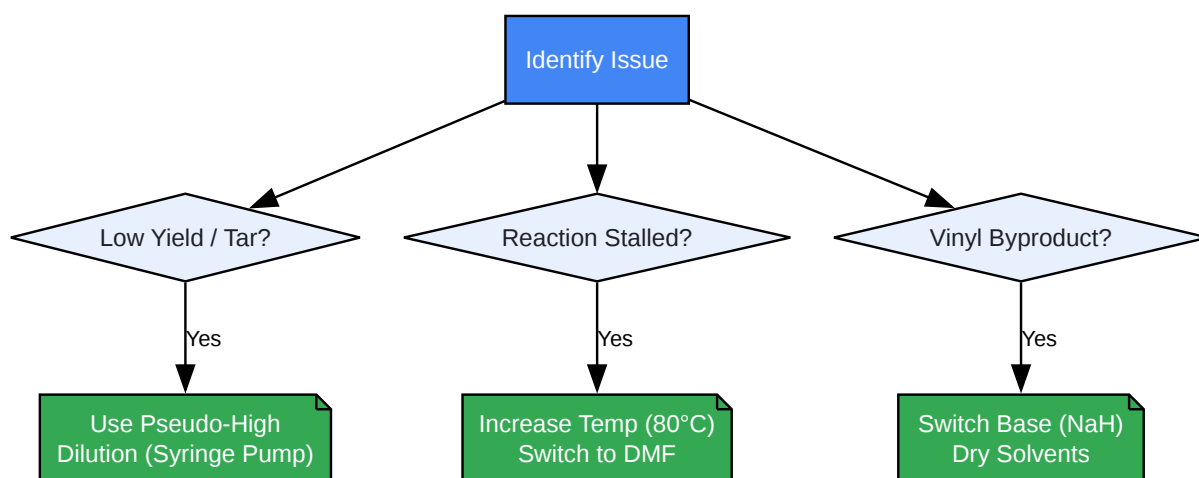 Identify Issue
Low Yield / Tar?
Reaction Stalled?
Vinyl Byproduct?
Yes
Yes
Yes
Use Pseudo-High
Dilution (Syringe Pump)
Increase Temp (80°C)
Switch to DMF
Switch Base (NaH)
Dry Solvents